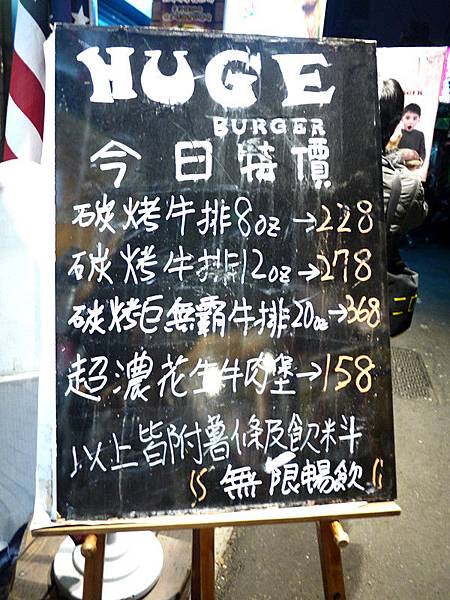 HUGE
BURGER
今日特價
碳烤牛排8oz→228
碳烤牛排12oz→278
碳烤巨無霸牛排20oz→368
超濃花生牛肉堡→158
以上皆附薯條及飲料
無限暢飲